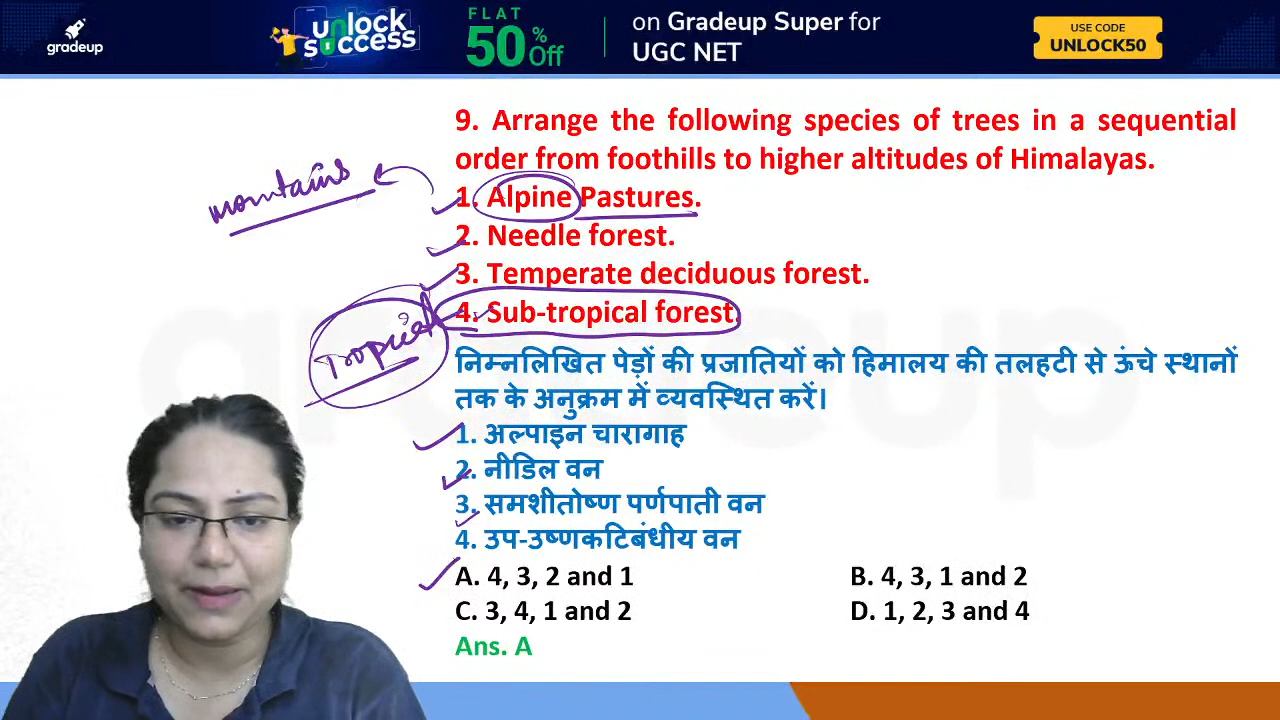 gradeup
unlock
success
FLAT
50% Off
on Gradeup Super for
UGC NET
USE CODE
UNLOCK50
9. Arrange the following species of trees in a sequential
order from foothills to higher altitudes of Himalayas.
mountains
1. Alpine Pastures.
2. Needle forest.
3. Temperate deciduous forest.
4. Sub-tropical forest.
Tropical
निम्नलिखित पेड़ों की प्रजातियों को हिमालय की तलहटी से ऊंचे स्थानों
तक के अनुक्रम में व्यवस्थित करें।
1. अल्पाइन चारागाह
2. नीडिल वन
3. समशीतोष्ण पर्णपाती वन
4. उप-उष्णकटिबंधीय वन
A. 4, 3, 2 and 1 B. 4, 3, 1 and 2
C. 3, 4, 1 and 2 D. 1, 2, 3 and 4
Ans. A
gradeup